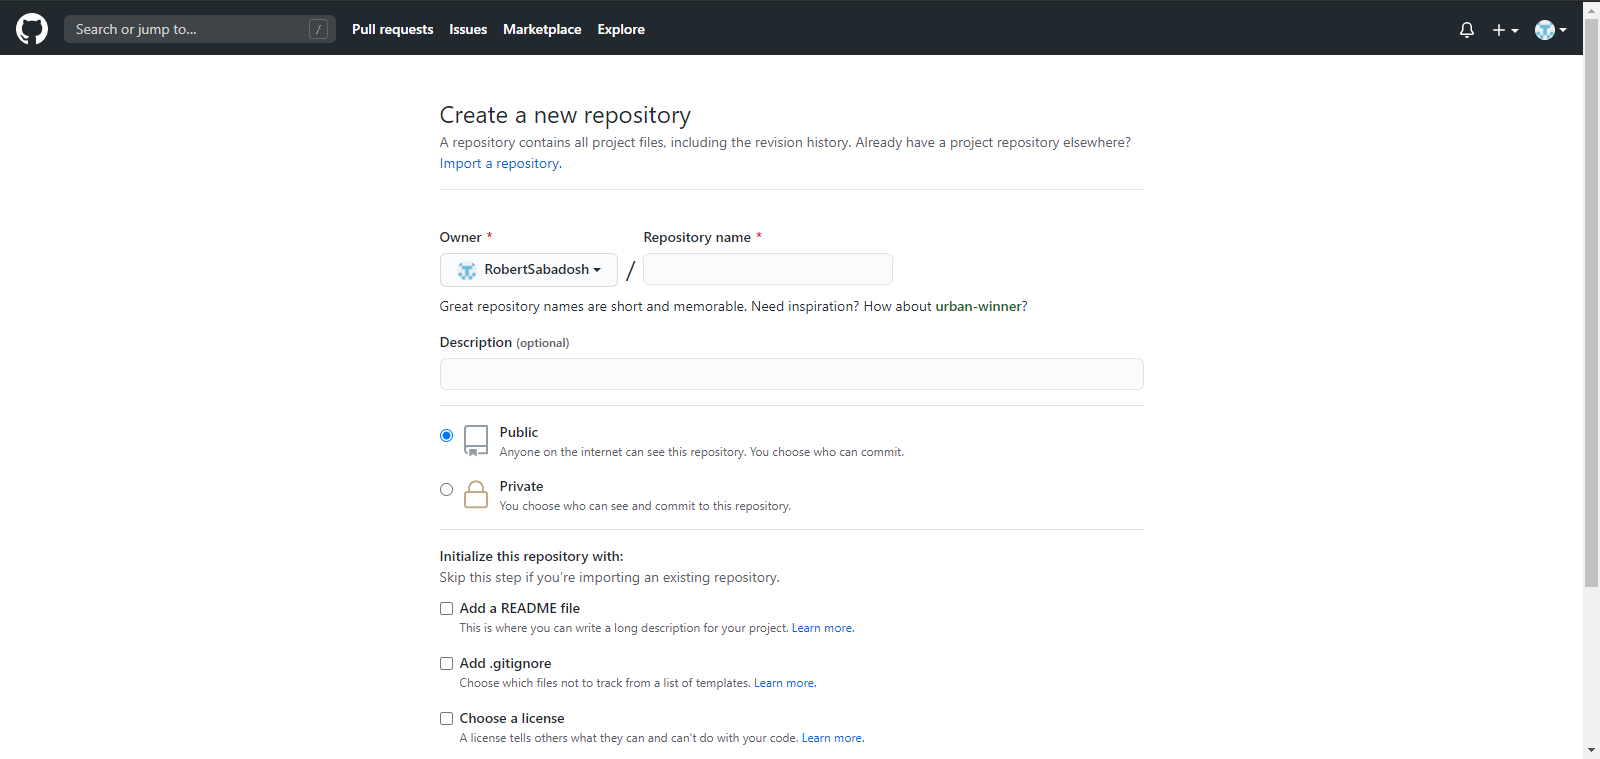 Search or jump to... /
Pull requests Issues Marketplace Explore
Create a new repository
A repository contains all project files, including the revision history. Already have a project repository elsewhere?
Import a repository.
Owner * Repository name *
RobertSabadosh /
Great repository names are short and memorable. Need inspiration? How about urban-winner?
Description (optional)
Public
Anyone on the internet can see this repository. You choose who can commit.
Private
You choose who can see and commit to this repository.
Initialize this repository with:
Skip this step if you're importing an existing repository.
Add a README file
This is where you can write a long description for your project. Learn more.
Add .gitignore
Choose which files not to track from a list of templates. Learn more.
Choose a license
A license tells others what they can and can't do with your code. Learn more.